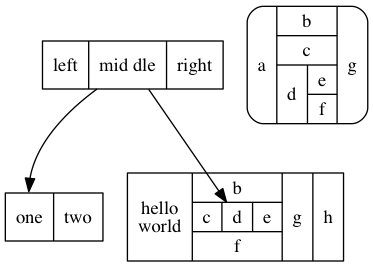 left mid dle right
a b c d e f g
one two
hello
world
b
c d e
f
g h